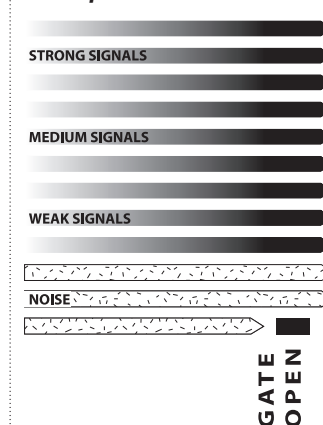 STRONG SIGNALS
MEDIUM SIGNALS
WEAK SIGNALS
NOISE
GATE
OPEN